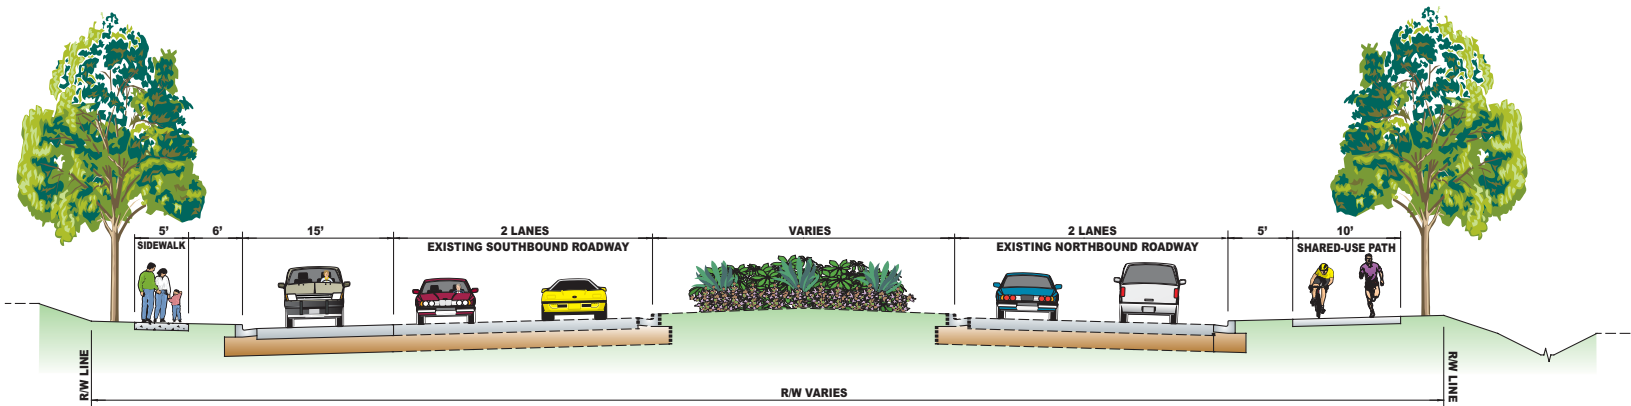 5' 6' 15' 2 LANES VARIES 2 LANES 5' 10'
SIDEWALK EXISTING SOUTHBOUND ROADWAY EXISTING NORTHBOUND ROADWAY SHARED-USE PATH
R/W LINE
R/W LINE
R/W VARIES